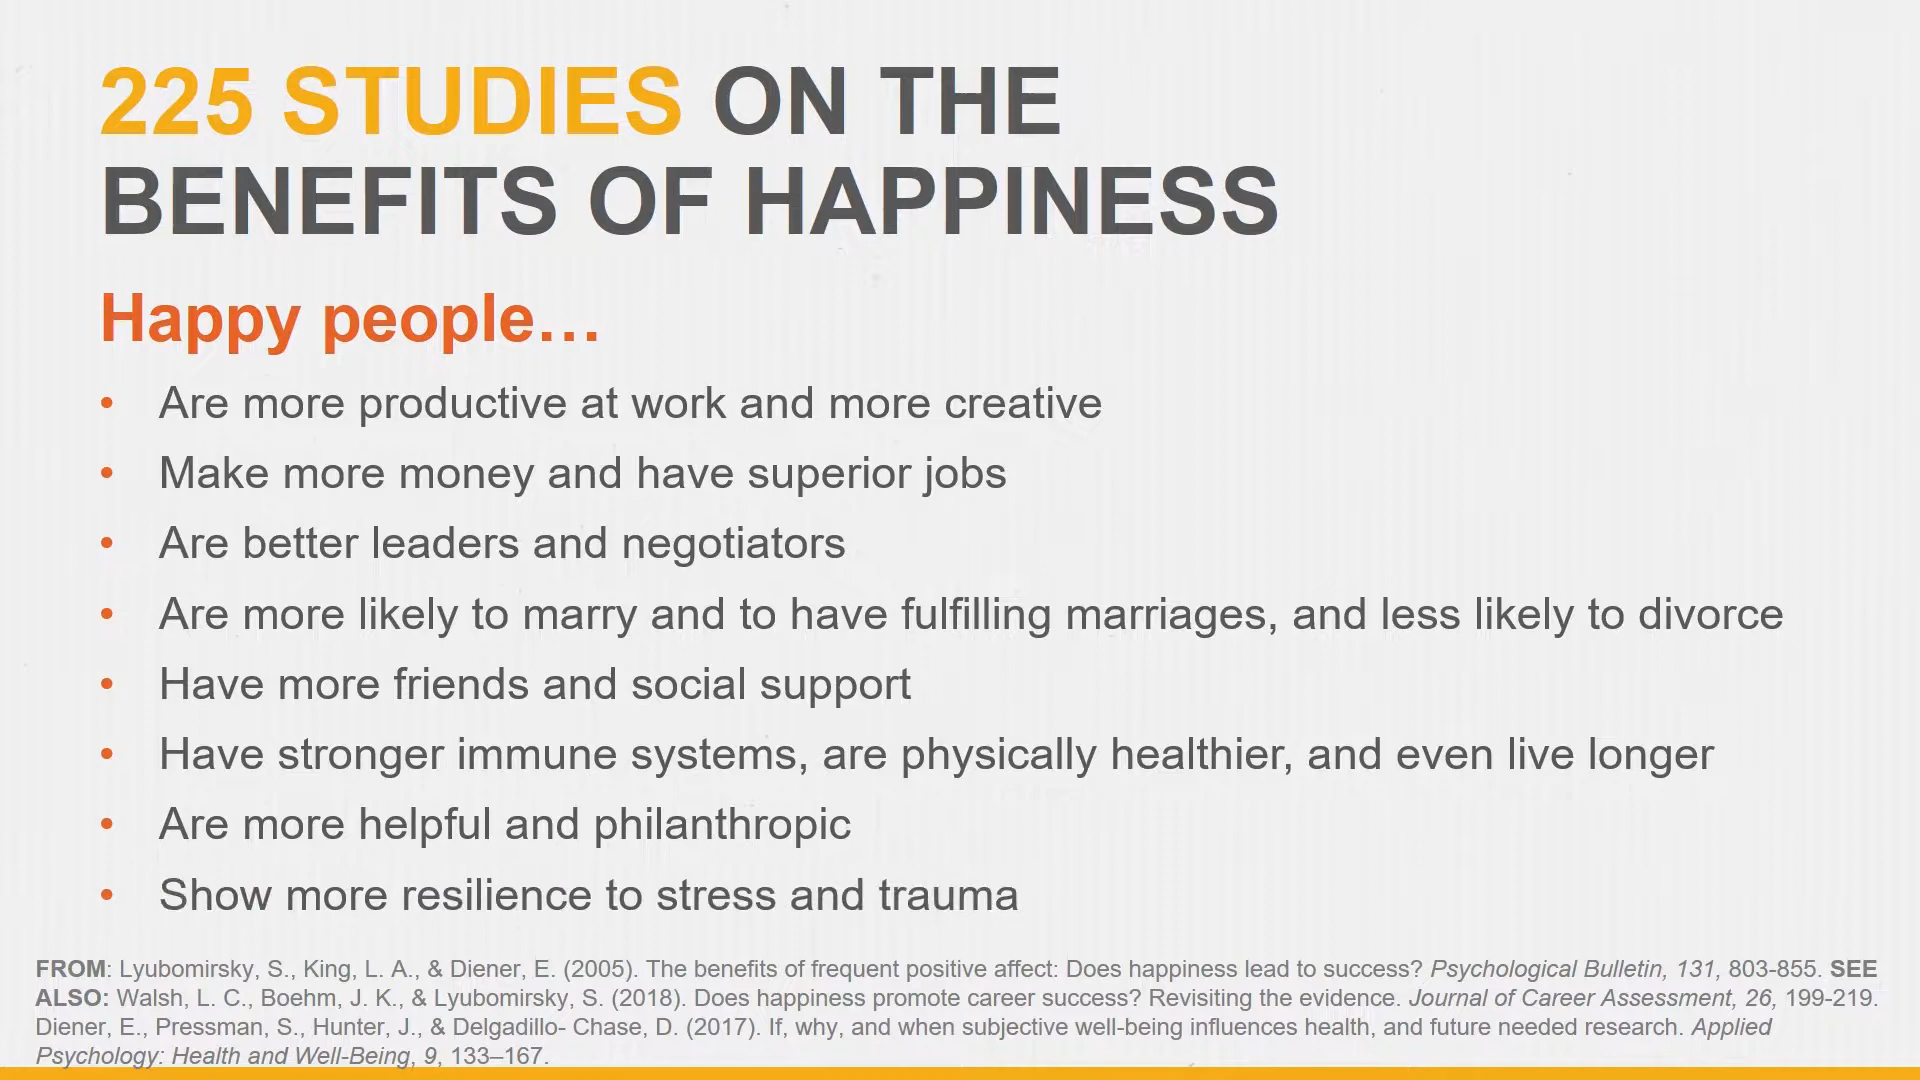 225 STUDIES ON THE
BENEFITS OF HAPPINESS
Happy people…
• Are more productive at work and more creative
• Make more money and have superior jobs
• Are better leaders and negotiators
• Are more likely to marry and to have fulfilling marriages, and less likely to divorce
• Have more friends and social support
• Have stronger immune systems, are physically healthier, and even live longer
• Are more helpful and philanthropic
• Show more resilience to stress and trauma
FROM: Lyubomirsky, S., King, L. A., & Diener, E. (2005). The benefits of frequent positive affect: Does happiness lead to success? Psychological Bulletin, 131, 803-855. SEE
ALSO: Walsh, L. C., Boehm, J. K., & Lyubomirsky, S. (2018). Does happiness promote career success? Revisiting the evidence. Journal of Career Assessment, 26, 199-219.
Diener, E., Pressman, S., Hunter, J., & Delgadillo- Chase, D. (2017). If, why, and when subjective well-being influences health, and future needed research. Applied
Psychology: Health and Well-Being, 9, 133–167.